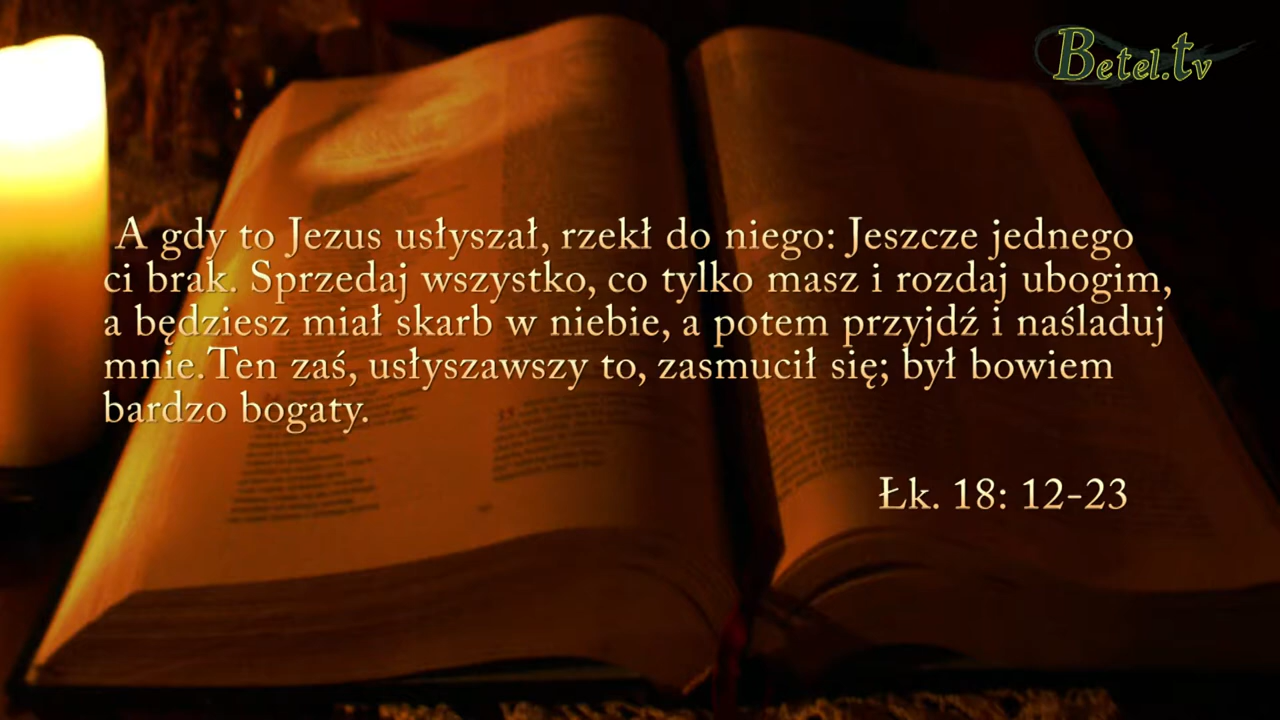 Betel.tv
A gdy to Jezus usłyszał, rzekł do niego: Jeszcze jednego
ci brak. Sprzedaj wszystko, co tylko masz i rozdaj ubogim,
a będziesz miał skarb w niebie, a potem przyjdź i naśladuj
mnie.Ten zaś, usłyszawszy to, zasmucił się; był bowiem
bardzo bogaty.
Łk. 18: 12-23